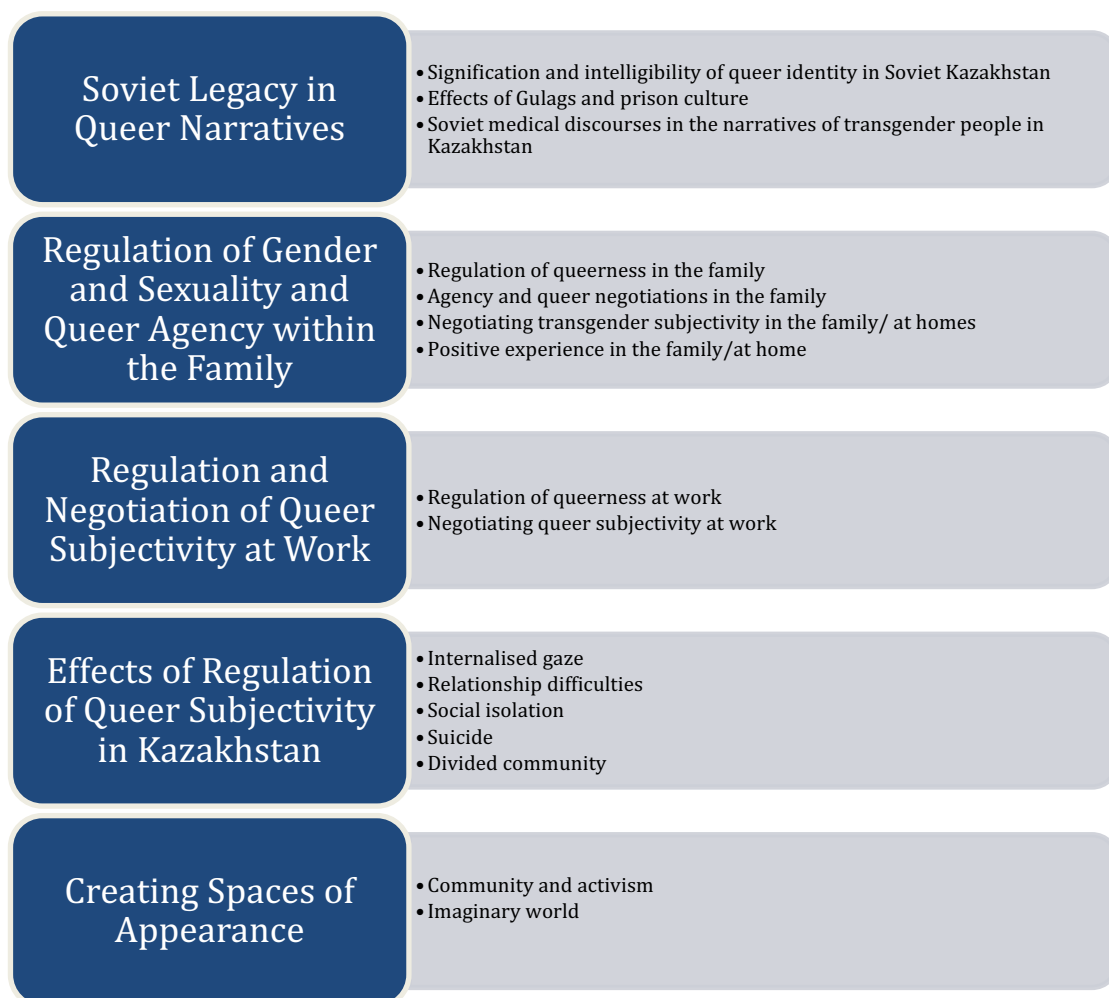 Soviet Legacy in
Queer Narratives
• Signification and intelligibility of queer identity in Soviet Kazakhstan
• Effects of Gulags and prison culture
• Soviet medical discourses in the narratives of transgender people in
Kazakhstan
Regulation of Gender
and Sexuality and
Queer Agency within
the Family
• Regulation of queerness in the family
• Agency and queer negotiations in the family
• Negotiating transgender subjectivity in the family/ at homes
• Positive experience in the family/at home
Regulation and
Negotiation of Queer
Subjectivity at Work
• Regulation of queerness at work
• Negotiating queer subjectivity at work
Effects of Regulation
of Queer Subjectivity
in Kazakhstan
• Internalised gaze
• Relationship difficulties
• Social isolation
• Suicide
• Divided community
Creating Spaces of
Appearance
• Community and activism
• Imaginary world